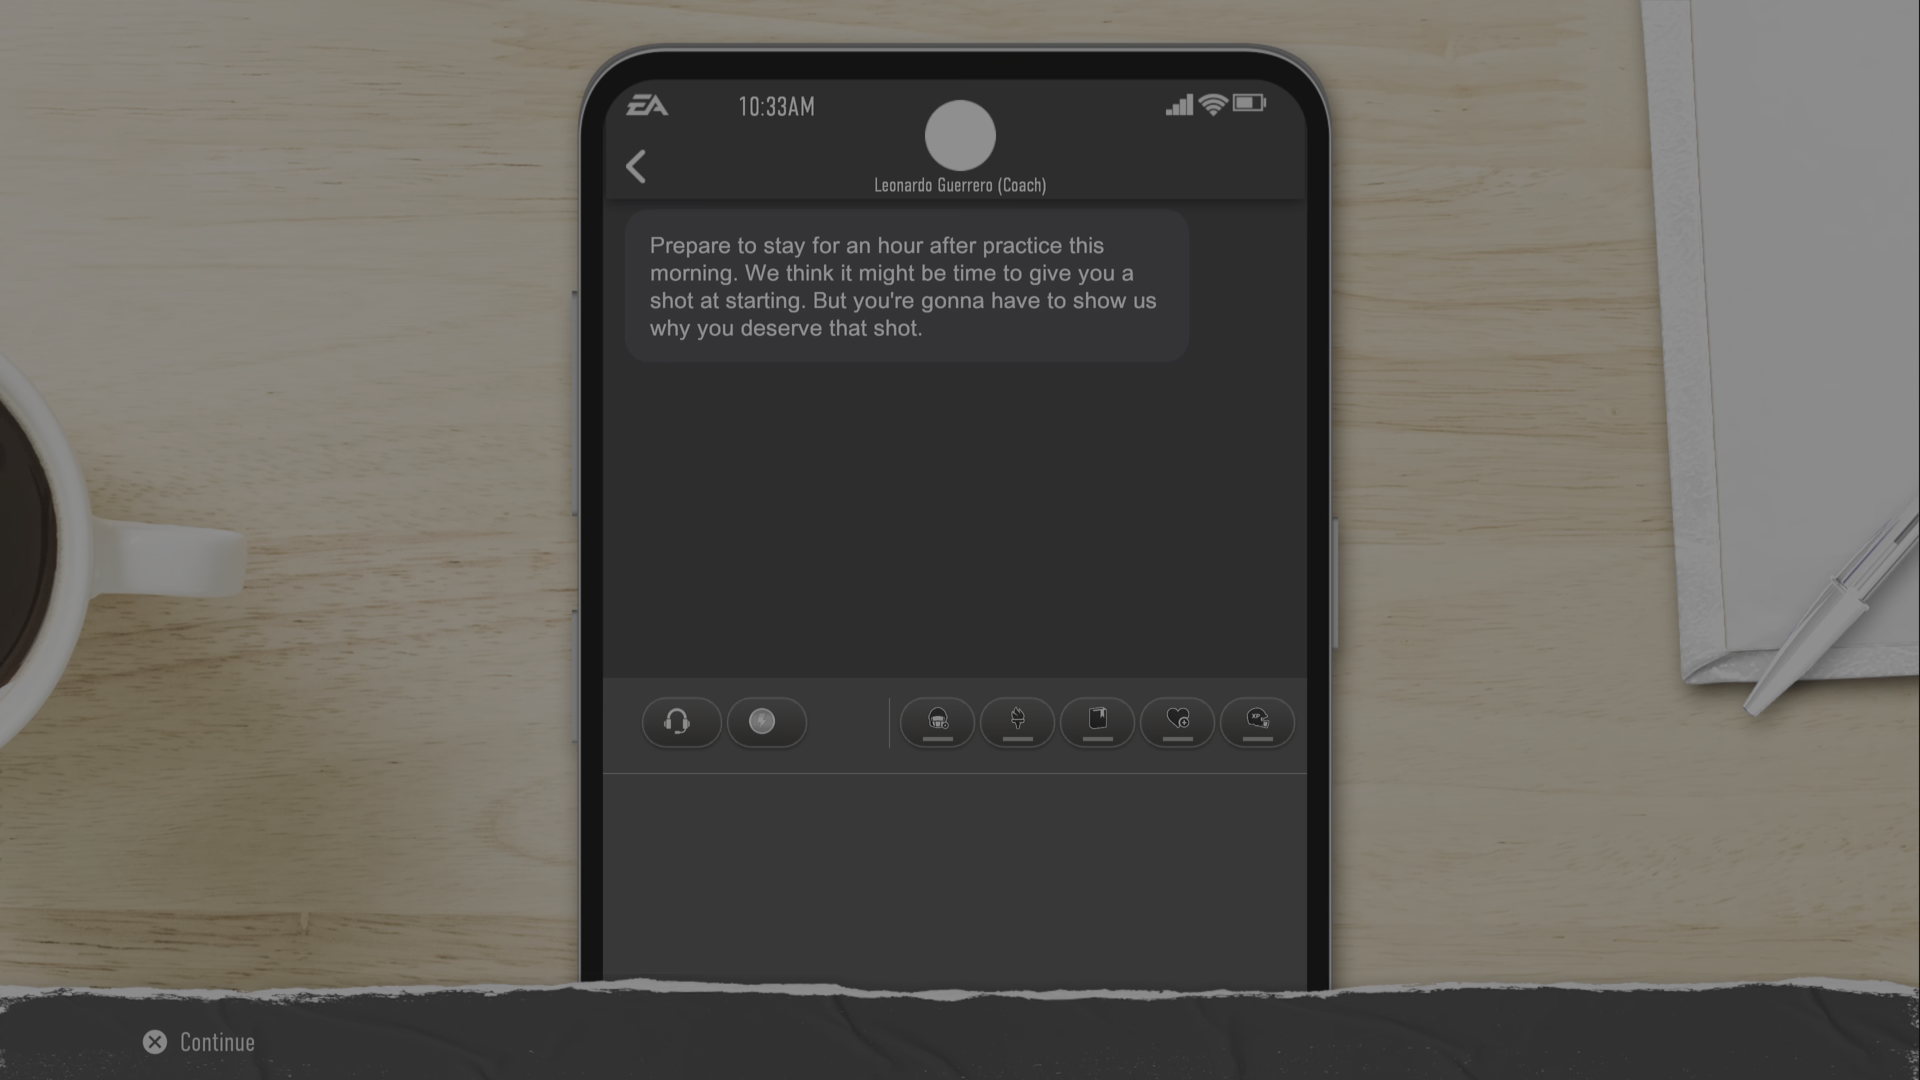 EA
10:33AM
Leonardo Guerrero (Coach)
Prepare to stay for an hour after practice this
morning. We think it might be time to give you a
shot at starting. But you're gonna have to show us
why you deserve that shot.
XP
Continue